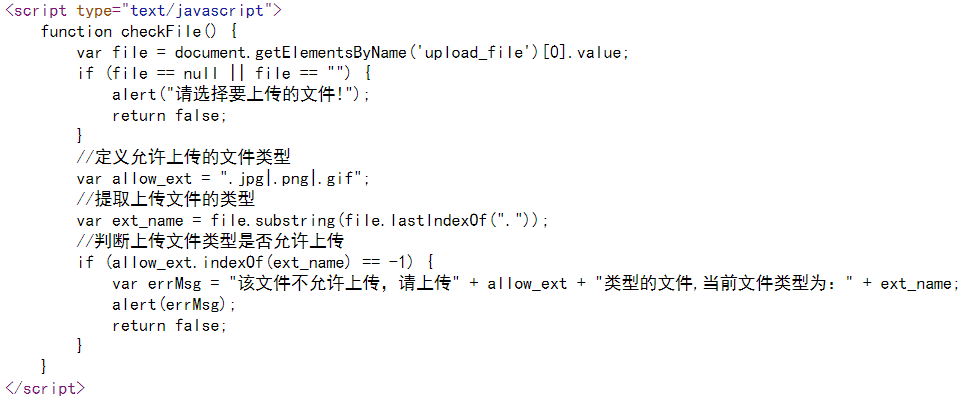 <script type="text/javascript">
    function checkFile() {
        var file = document.getElementsByName('upload_file')[0].value;
        if (file == null || file == "") {
            alert("请选择要上传的文件!");
            return false;
        }
        //定义允许上传的文件类型
        var allow_ext = ".jpg|.png|.gif";
        //提取上传文件的类型
        var ext_name = file.substring(file.lastIndexOf("."));
        //判断上传文件类型是否允许上传
        if (allow_ext.indexOf(ext_name) == -1) {
            var errMsg = "该文件不允许上传，请上传" + allow_ext + "类型的文件,当前文件类型为：" + ext_name;
            alert(errMsg);
            return false;
        }
    }
</script>